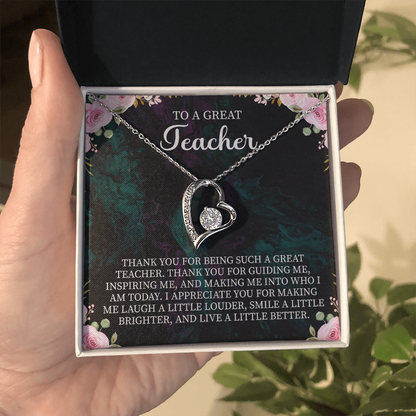 TO A GREAT
Teacher
THANK YOU FOR BEING SUCH A GREAT
TEACHER. THANK YOU FOR GUIDING ME,
INSPIRING ME, AND MAKING ME INTO WHO I
AM TODAY. I APPRECIATE YOU FOR MAKING
ME LAUGH A LITTLE LOUDER, SMILE A LITTLE
BRIGHTER, AND LIVE A LITTLE BETTER.